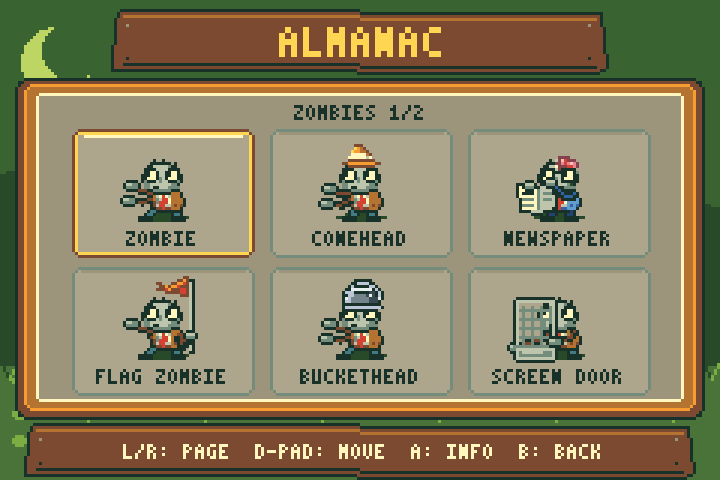 ALMANAC
ZOMBIES 1/2
ZOMBIE
CONEHEAD
NEWSPAPER
FLAG ZOMBIE
BUCKETHEAD
SCREEN DOOR
L/R: PAGE D-PAD: MOVE A: INFO B: BACK